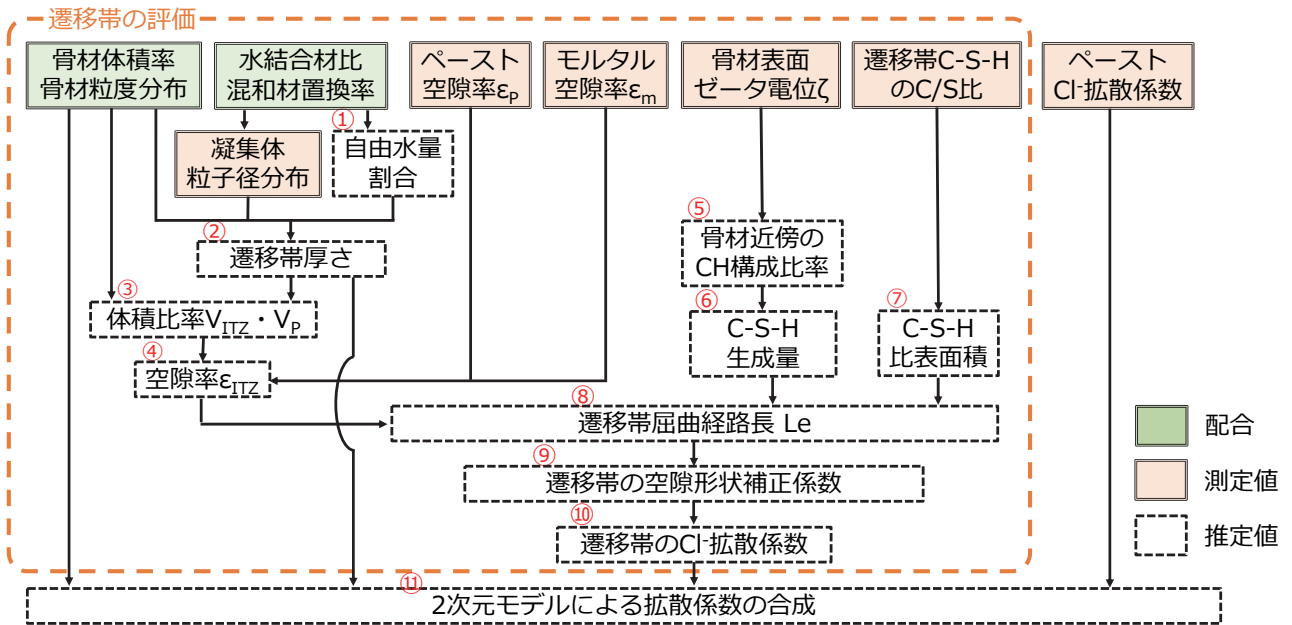 遷移帯の評価
骨材体積率
骨材粒度分布
水結合材比
混和材置換率
ペースト
空隙率εP
モルタル
空隙率εm
骨材表面
ゼータ電位ζ
遷移帯C-S-H
のC/S比
ペースト
Cl-拡散係数
凝集体
粒子径分布
①
自由水量
割合
②
遷移帯厚さ
③
体積比率VITZ・VP
④
空隙率εITZ
⑤
骨材近傍の
CH構成比率
⑥
C-S-H
生成量
⑦
C-S-H
比表面積
⑧
遷移帯屈曲経路長 Le
⑨
遷移帯の空隙形状補正係数
⑩
遷移帯のCl-拡散係数
⑪
2次元モデルによる拡散係数の合成
配合
測定値
推定値